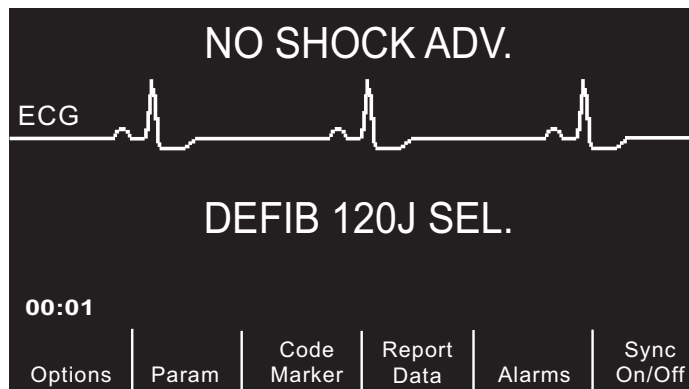 NO SHOCK ADV.
ECG
DEFIB 120J SEL.
00:01
Options
Param
Code
Marker
Report
Data
Alarms
Sync
On/Off